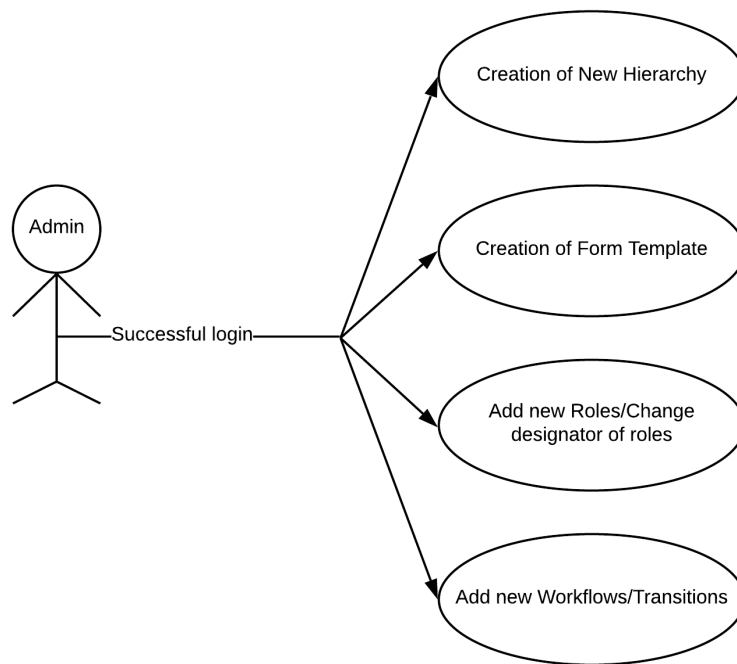 Creation of New Hierarchy
Admin
Creation of Form Template
Successful login
Add new Roles/Change
designator of roles
Add new Workflows/Transitions